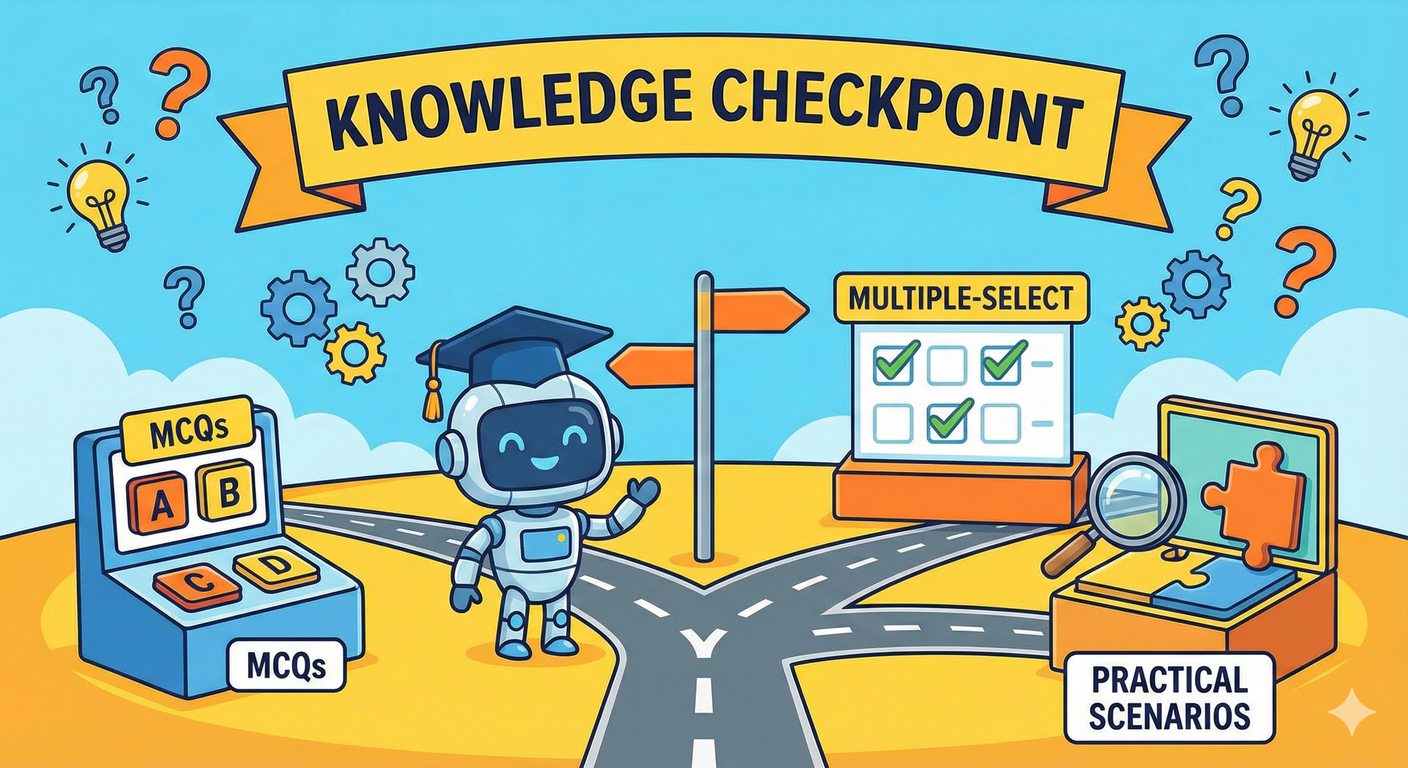 KNOWLEDGE CHECKPOINT
MULTIPLE-SELECT
MCQs
A B
C D
MCQs
PRACTICAL
SCENARIOS